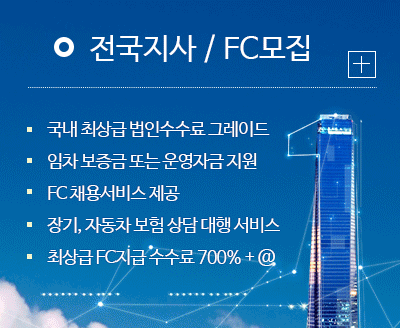 전국지사 / FC모집
국내 최상급 법인수수료 그레이드
임차 보증금 또는 운영자금 지원
FC 채용서비스 제공
장기, 자동차 보험 상담 대행 서비스
최상급 FC지급 수수료 700% + @